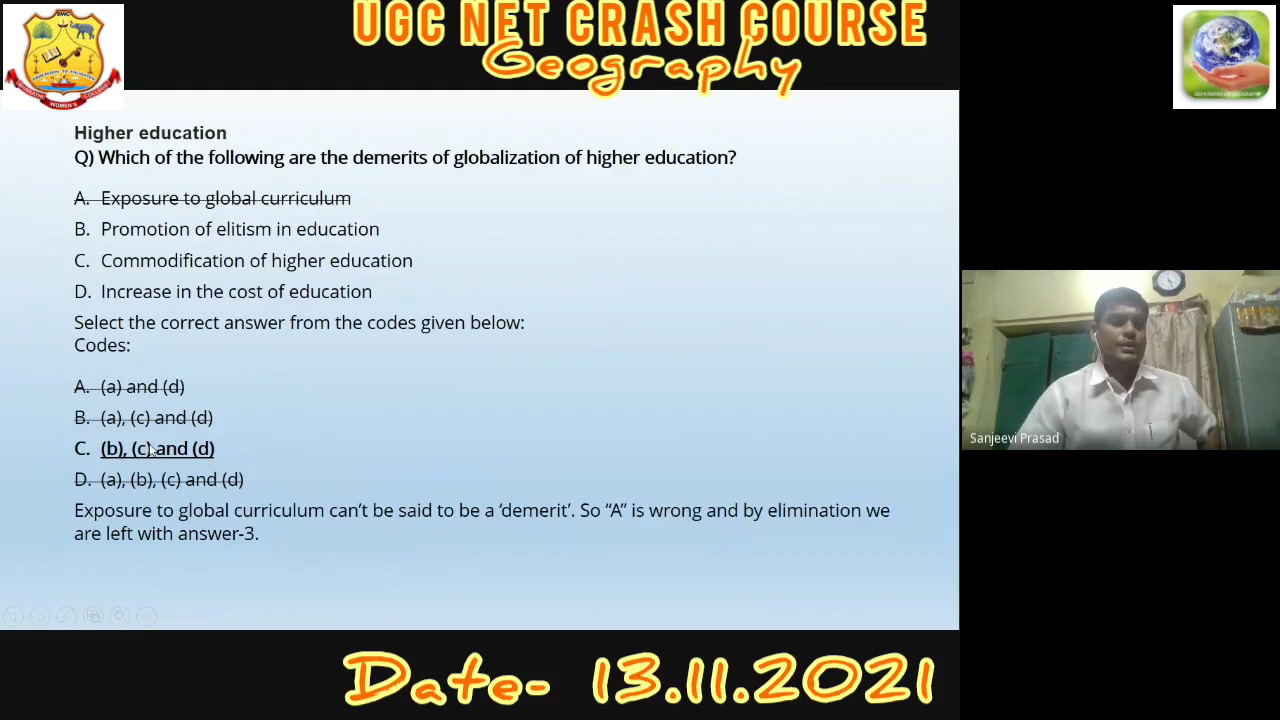 UGC NET CRASH COURSE
Geography
BWC
WOMEN'S
Higher education
Q) Which of the following are the demerits of globalization of higher education?
A. Exposure to global curriculum
B. Promotion of elitism in education
C. Commodification of higher education
D. Increase in the cost of education
Select the correct answer from the codes given below:
Codes:
A. (a) and (d)
B. (a), (c) and (d)
C. (b), (c) and (d)
D. (a), (b), (c) and (d)
Exposure to global curriculum can't be said to be a ‘demerit’. So “A” is wrong and by elimination we
are left with answer-3.
Sanjeevi Prasad
Date- 13.11.2021